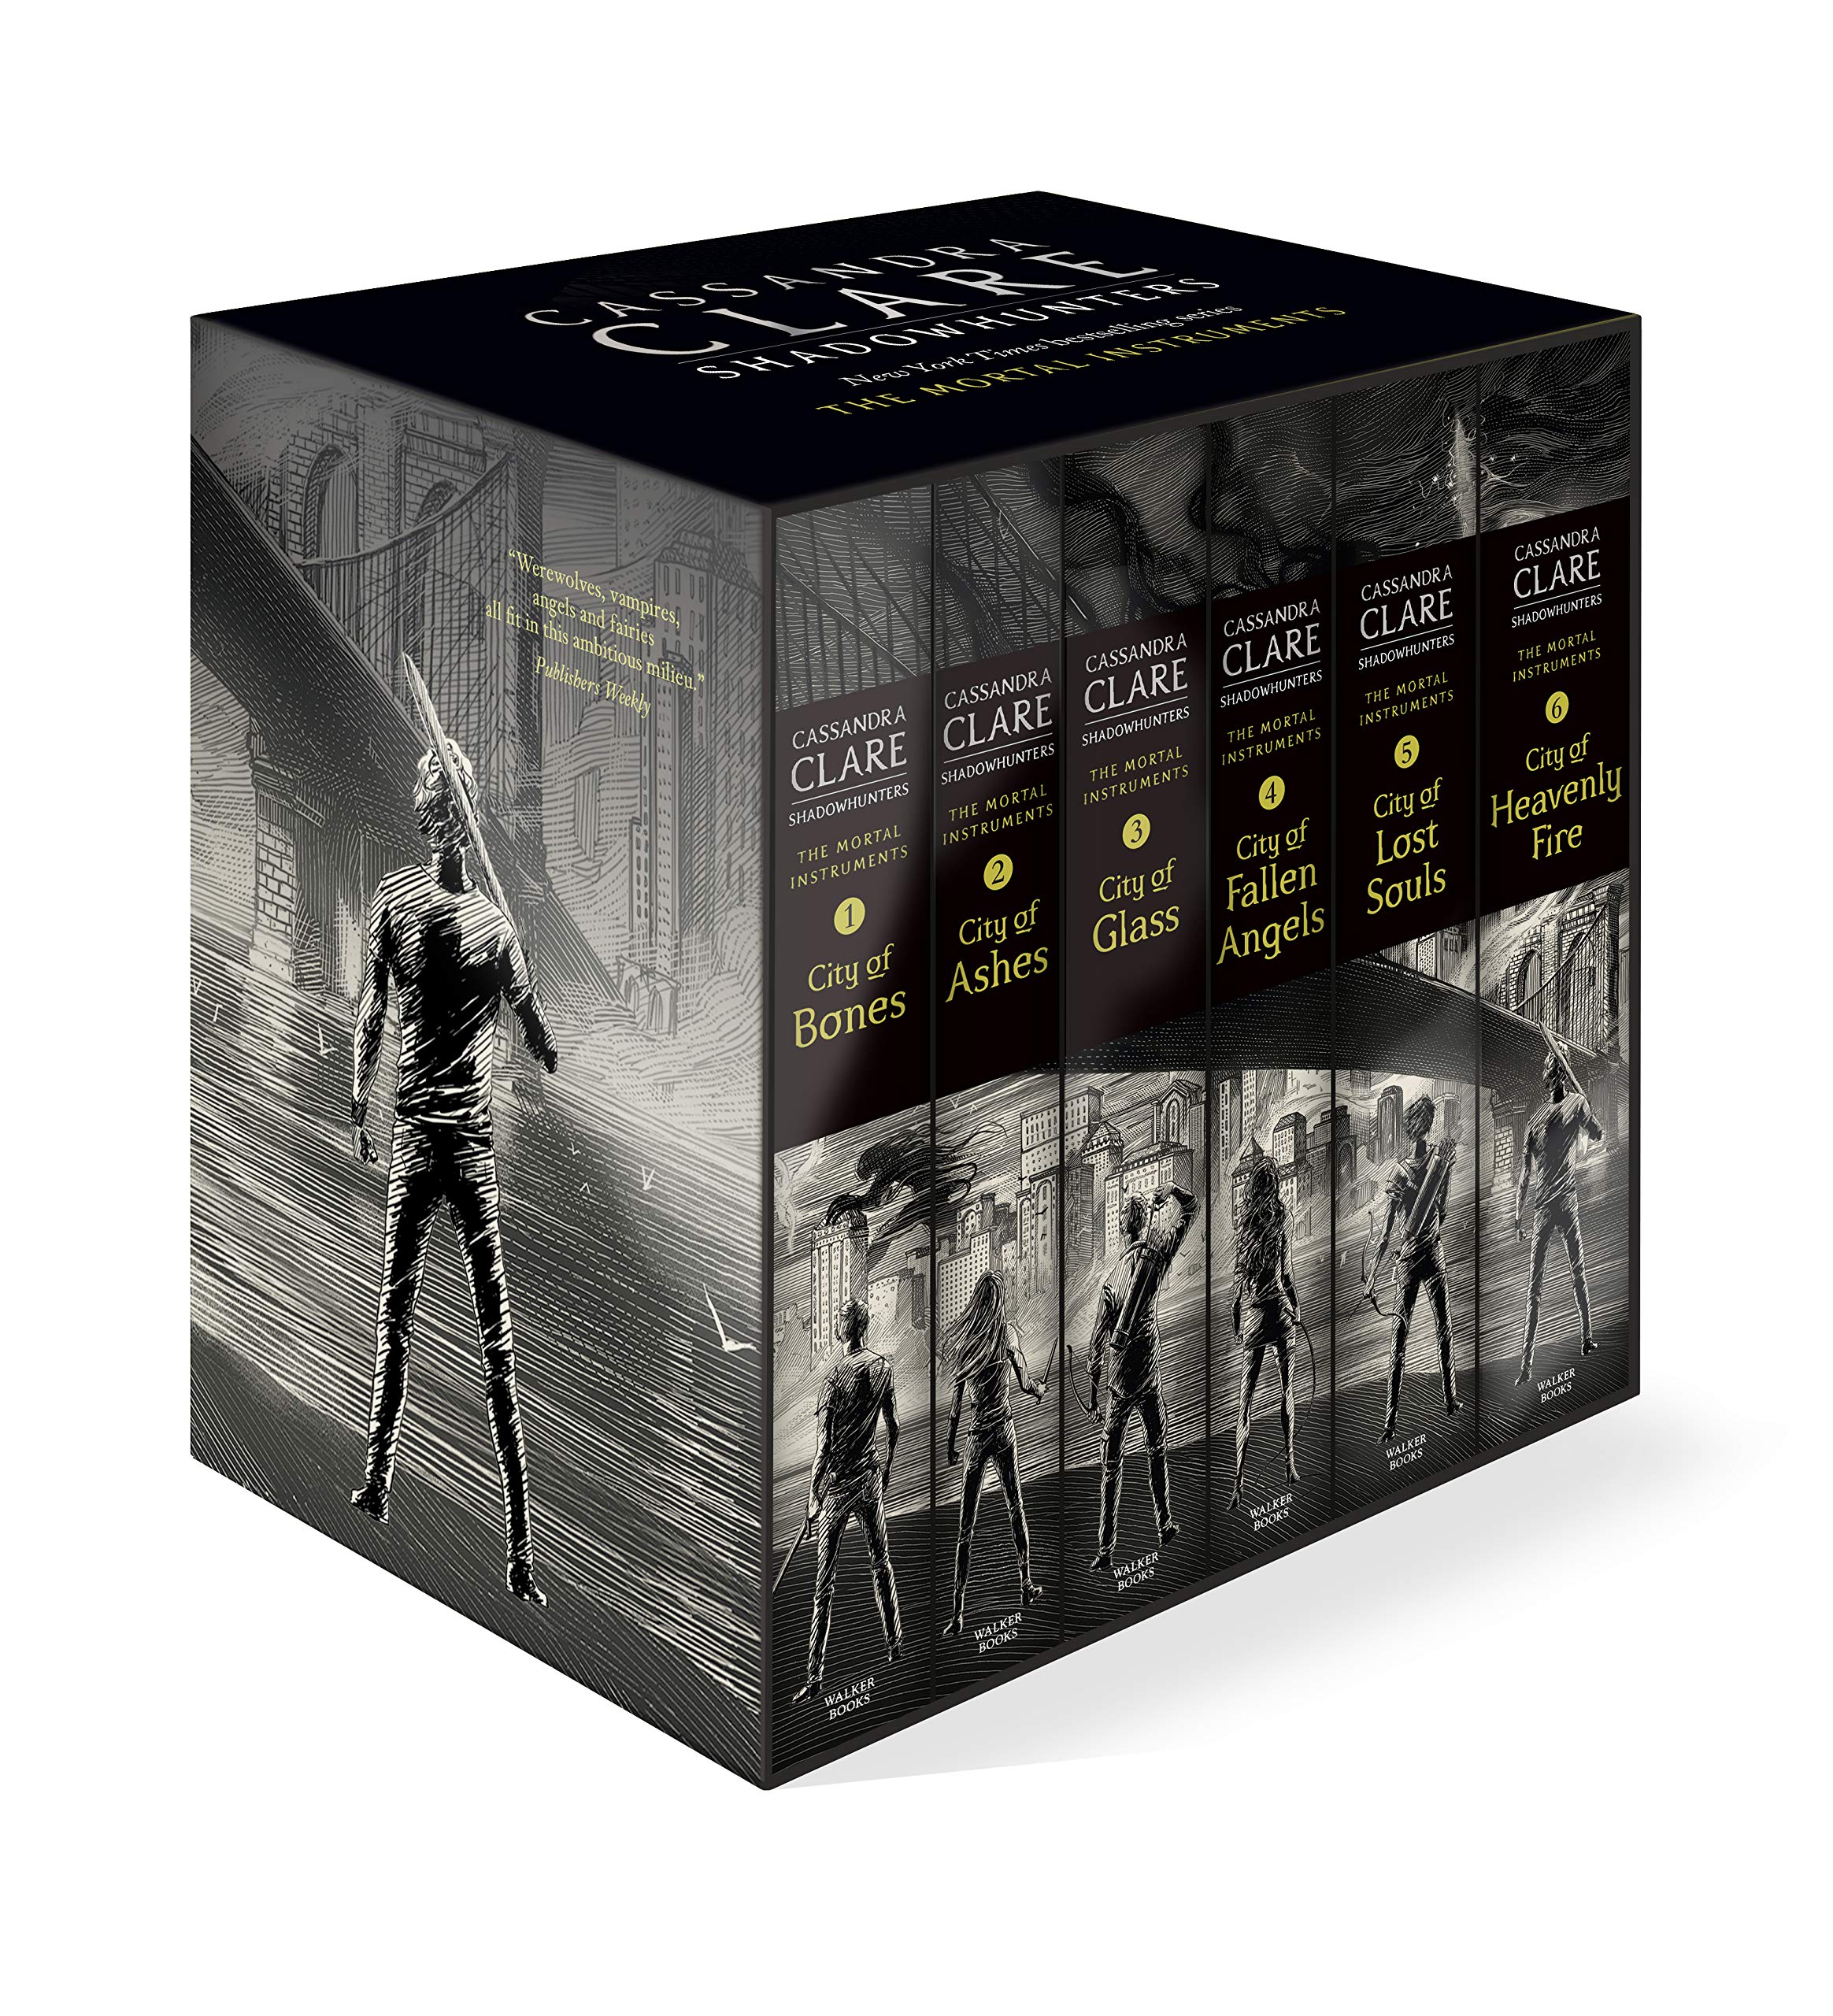 CASSANDRA
CLARE
SHADOWHUNTERS
New York Times bestselling series
THE MORTAL INSTRUMENTS
“Werewolves, vampires,
angels and fairies
all fit in this ambitious milieu.”
Publishers Weekly
CASSANDRA
CLARE
SHADOWHUNTERS
THE MORTAL
INSTRUMENTS
1
City of
Bones
WALKER
BOOKS
CASSANDRA
CLARE
SHADOWHUNTERS
THE MORTAL
INSTRUMENTS
2
City of
Ashes
WALKER
BOOKS
CASSANDRA
CLARE
SHADOWHUNTERS
THE MORTAL
INSTRUMENTS
3
City of
Glass
WALKER
BOOKS
CASSANDRA
CLARE
SHADOWHUNTERS
THE MORTAL
INSTRUMENTS
4
City of
Fallen
Angels
WALKER
BOOKS
CASSANDRA
CLARE
SHADOWHUNTERS
THE MORTAL
INSTRUMENTS
5
City of
Lost
Souls
WALKER
BOOKS
CASSANDRA
CLARE
SHADOWHUNTERS
THE MORTAL
INSTRUMENTS
6
City of
Heavenly
Fire
WALKER
BOOKS